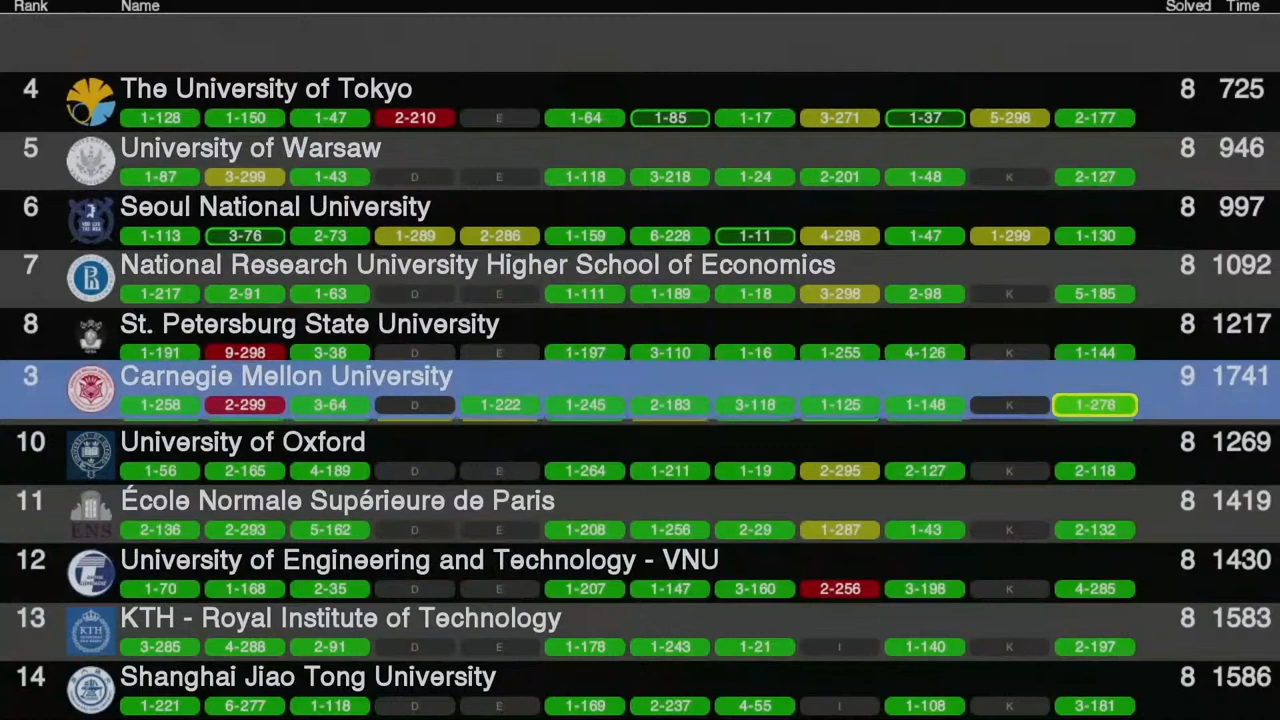 Rank Name Solved Time
4 The University of Tokyo 8 725
1-128 1-150 1-47 2-210 E 1-64 1-85 1-17 3-271 1-37 5-298 2-177
5 University of Warsaw 8 946
1-87 3-299 1-43 D E 1-118 3-218 1-24 2-201 1-48 K 2-127
6 Seoul National University 8 997
1-113 3-76 2-73 1-289 2-286 1-159 6-228 1-11 4-298 1-47 1-299 1-130
7 National Research University Higher School of Economics 8 1092
1-217 2-91 1-63 D E 1-111 1-189 1-18 3-298 2-98 K 5-185
8 St. Petersburg State University 8 1217
1-191 9-298 3-38 D E 1-197 3-110 1-16 1-255 4-126 K 1-144
3 Carnegie Mellon University 9 1741
1-258 2-299 3-64 D 1-222 1-245 2-183 3-118 1-125 1-148 K 1-278
10 University of Oxford 8 1269
1-56 2-165 4-189 D E 1-264 1-211 1-19 2-295 2-127 K 2-118
11 École Normale Supérieure de Paris 8 1419
ENS 2-136 2-293 5-162 D E 1-208 1-256 2-29 1-287 1-43 K 2-132
12 University of Engineering and Technology - VNU 8 1430
1-70 1-168 2-35 D E 1-207 1-147 3-160 2-256 3-198 K 4-285
13 KTH - Royal Institute of Technology 8 1583
KTH 3-285 4-288 2-91 D E 1-178 1-243 1-21 I 1-140 K 2-197
14 Shanghai Jiao Tong University 8 1586
1-221 6-277 1-118 D E 1-169 2-237 4-55 I 1-108 K 3-181